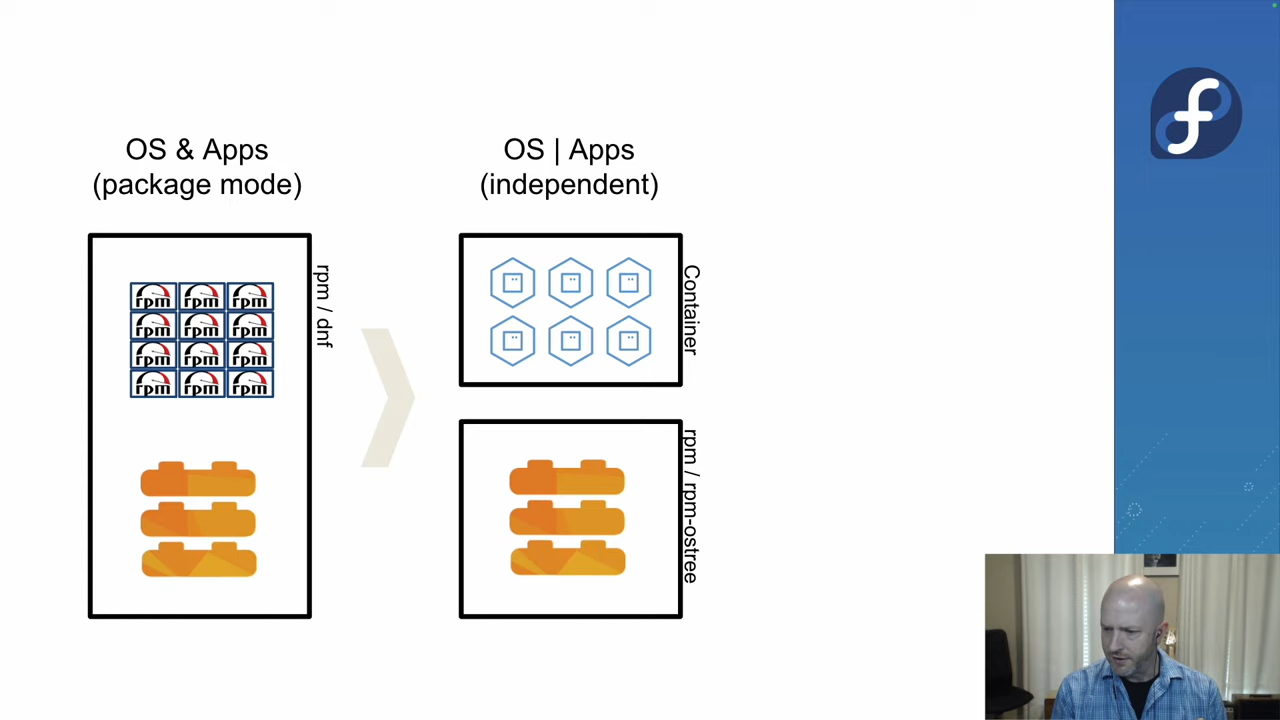 OS & Apps
(package mode)
OS | Apps
(independent)
rpm / dnf
rpm rpm rpm
rpm rpm rpm
rpm rpm rpm
rpm rpm rpm
Container
rpm / rpm-ostree